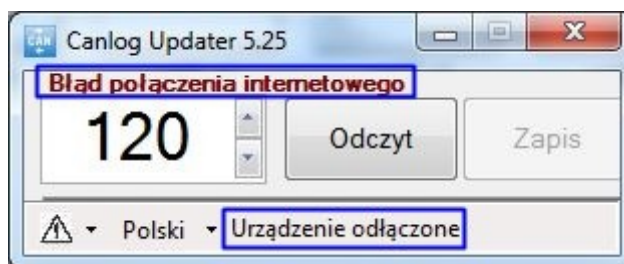 Canlog Updater 5.25
Błąd połączenia internetowego
120 Odczyt Zapis
Polski Urządzenie odłączone